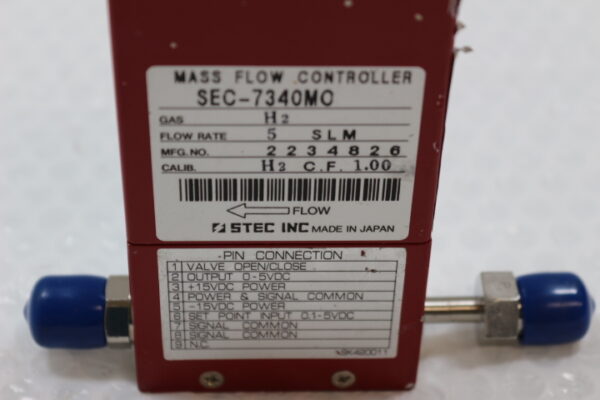 MASS FLOW CONTROLLER
SEC-7340MO
GAS H2
FLOW RATE 5 SLM
MFG.NO. 2234826
CALIB. H2 C.F. 1.00
FLOW
STEC INC MADE IN JAPAN
PIN CONNECTION
1 VALVE OPEN/CLOSE
2 OUTPUT 0-5VDC
3 +15VDC POWER
4 POWER & SIGNAL COMMON
5 -15VDC POWER
6 SET POINT INPUT 0.1-5VDC
7 SIGNAL COMMON
8 SIGNAL COMMON
9 N.C.